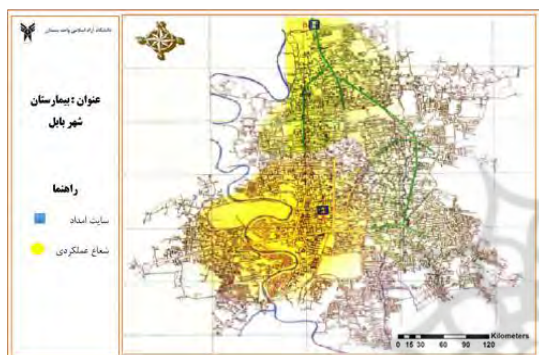 دانشگاه آزاد اسلامی واحد سمنان
عنوان : بیمارستان
شهر بابل
راهنما
سایت امداد
شعاع عملکردی
Kilometers
0 15 30 60 90 120